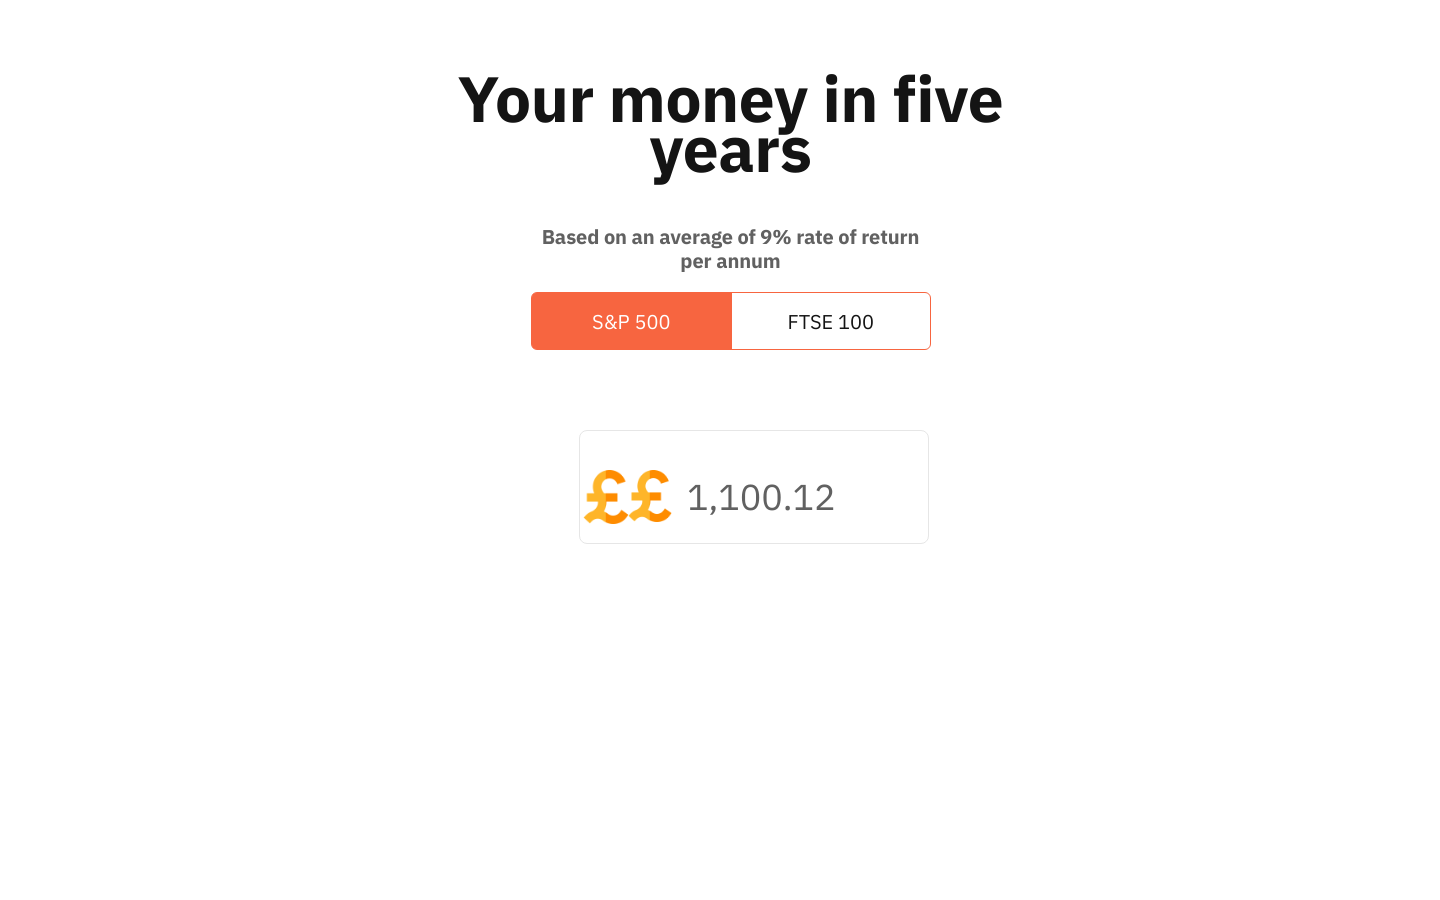 Your money in five
years
Based on an average of 9% rate of return
per annum
S&P 500
FTSE 100
££ 1,100.12